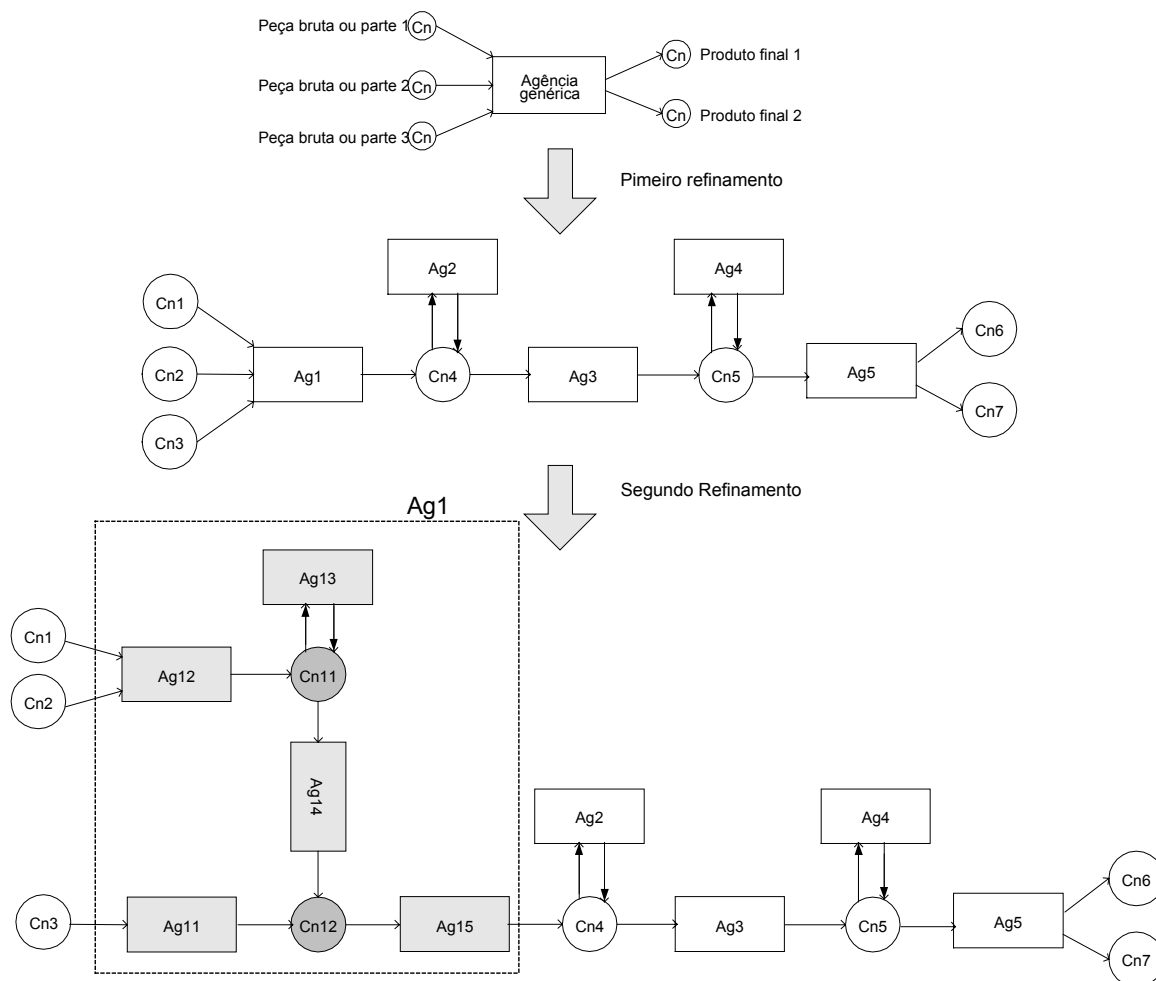 Peça bruta ou parte 1
Cn
Cn
Produto final 1
Agência
genérica
Peça bruta ou parte 2
Cn
Cn
Produto final 2
Peça bruta ou parte 3
Cn
Pimeiro refinamento
Ag2
Ag4
Cn1
Cn6
Cn2
Ag1
Cn4
Ag3
Cn5
Ag5
Cn7
Cn3
Segundo Refinamento
Ag1
Ag13
Cn1
Cn2
Ag12
Cn11
Ag14
Ag2
Ag4
Cn6
Cn3
Ag11
Cn12
Ag15
Cn4
Ag3
Cn5
Ag5
Cn7